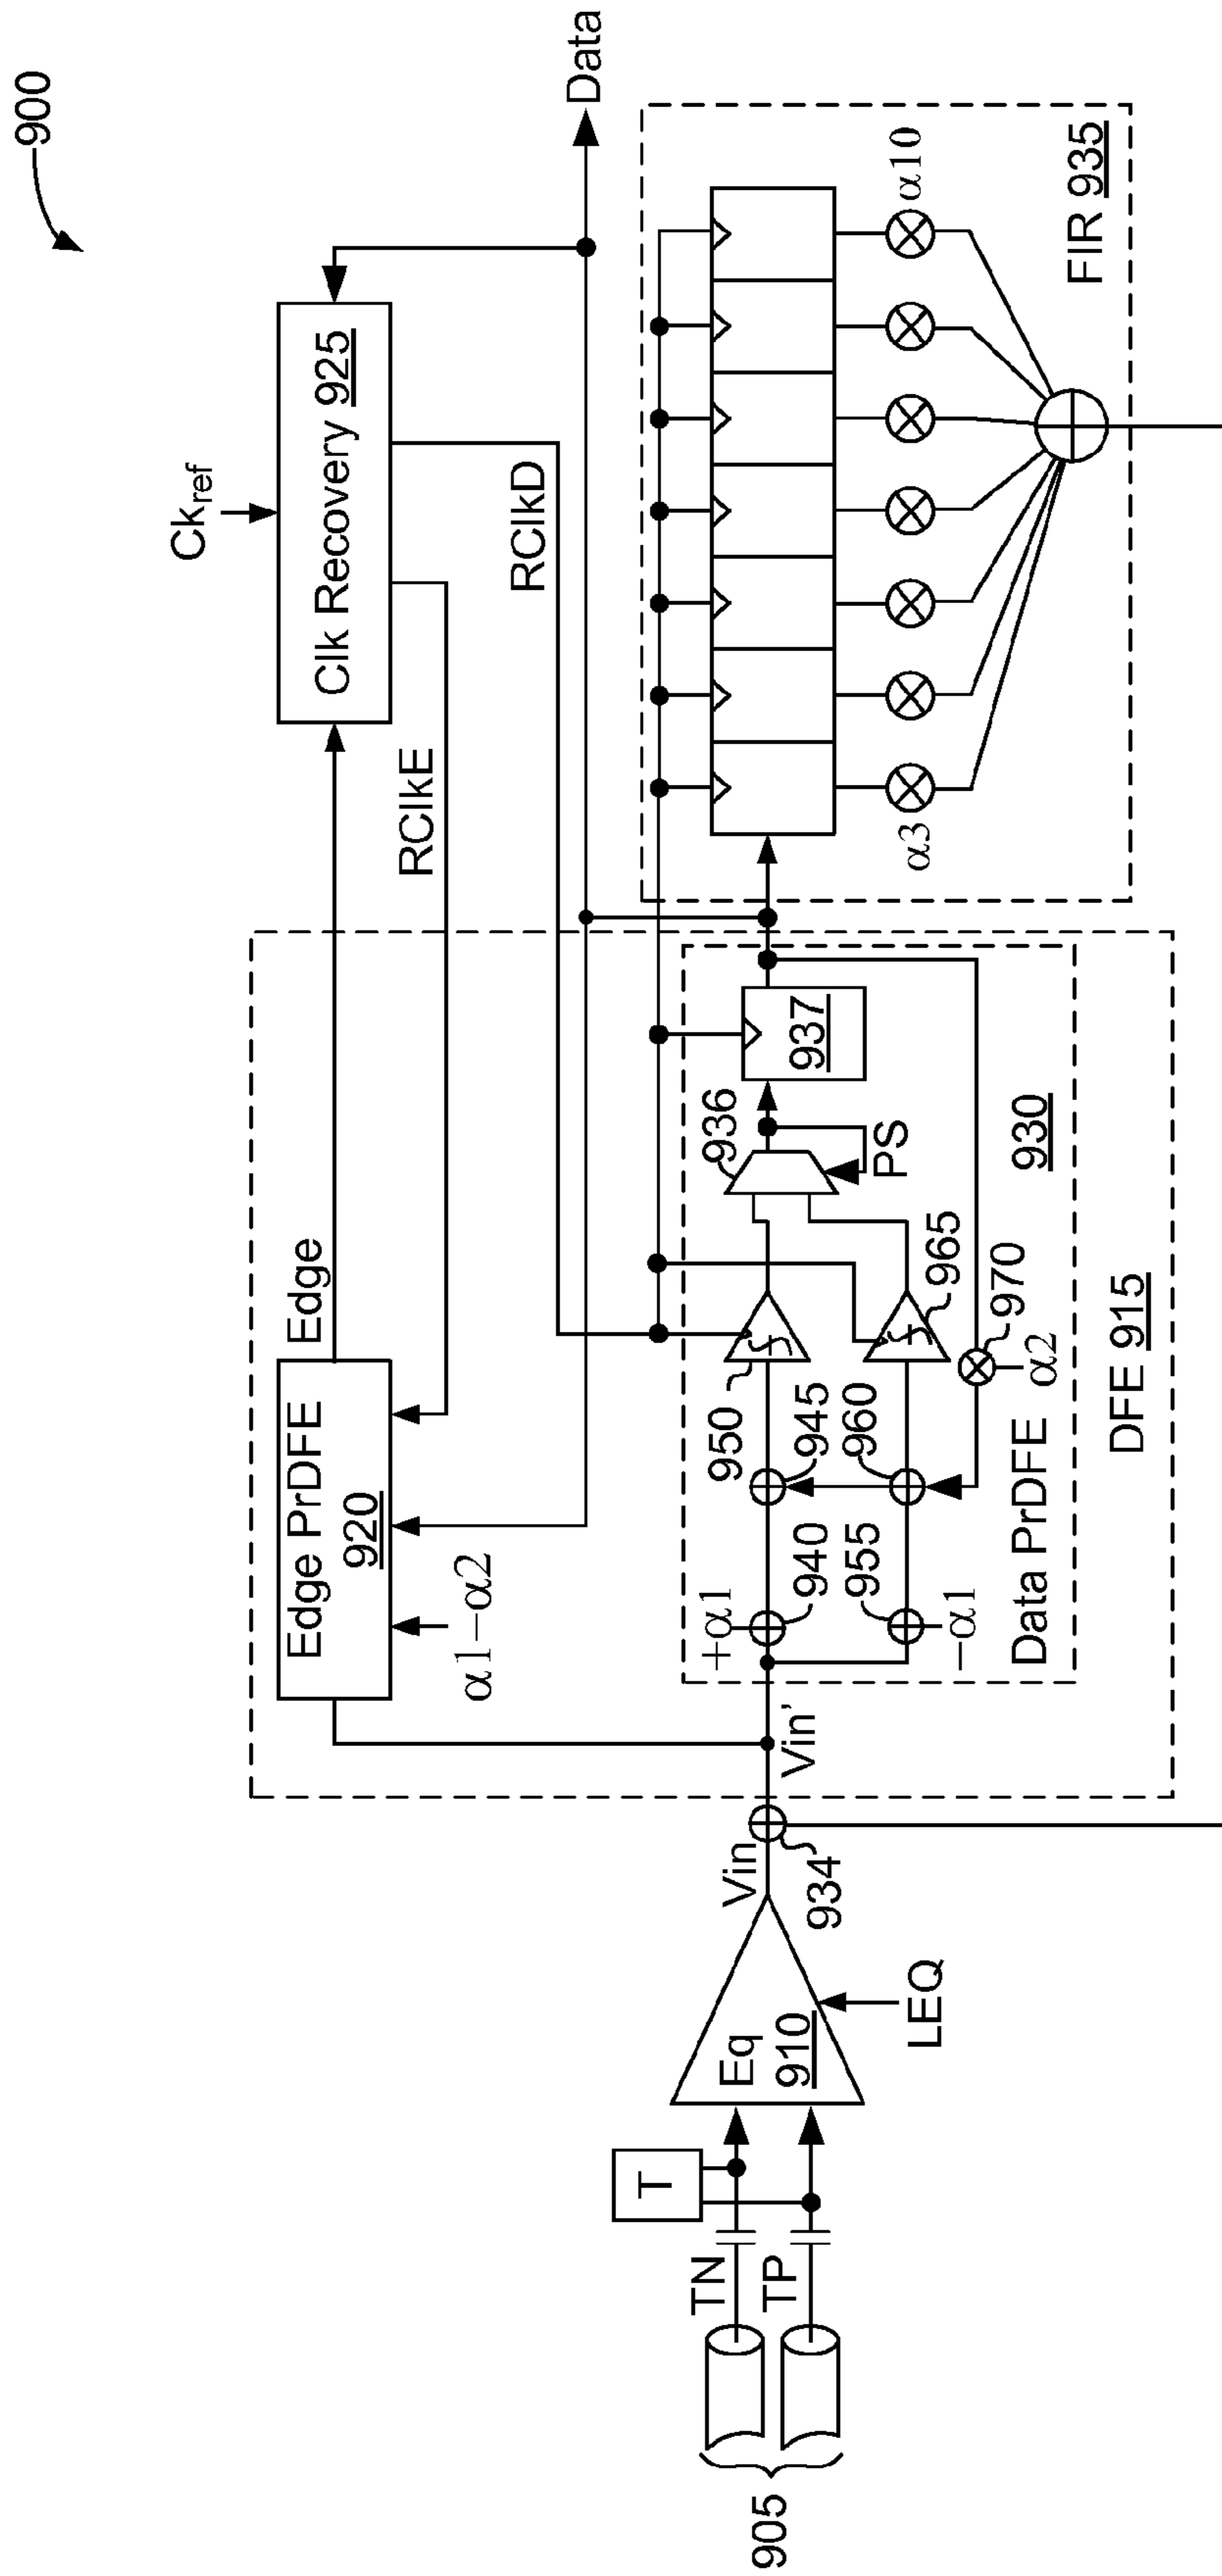 900
Ck_ref
Clk Recovery 925
Data
RClkE
RClkD
Edge PrDFE
920
Edge
α1−α2
FIR 935
α3
α10
905
TN
TP
T
Eq
910
LEQ
Vin
934
Vin'
+α1
940
955
−α1
950
945
960
965
970
α2
936
PS
937
Data PrDFE
930
DFE 915